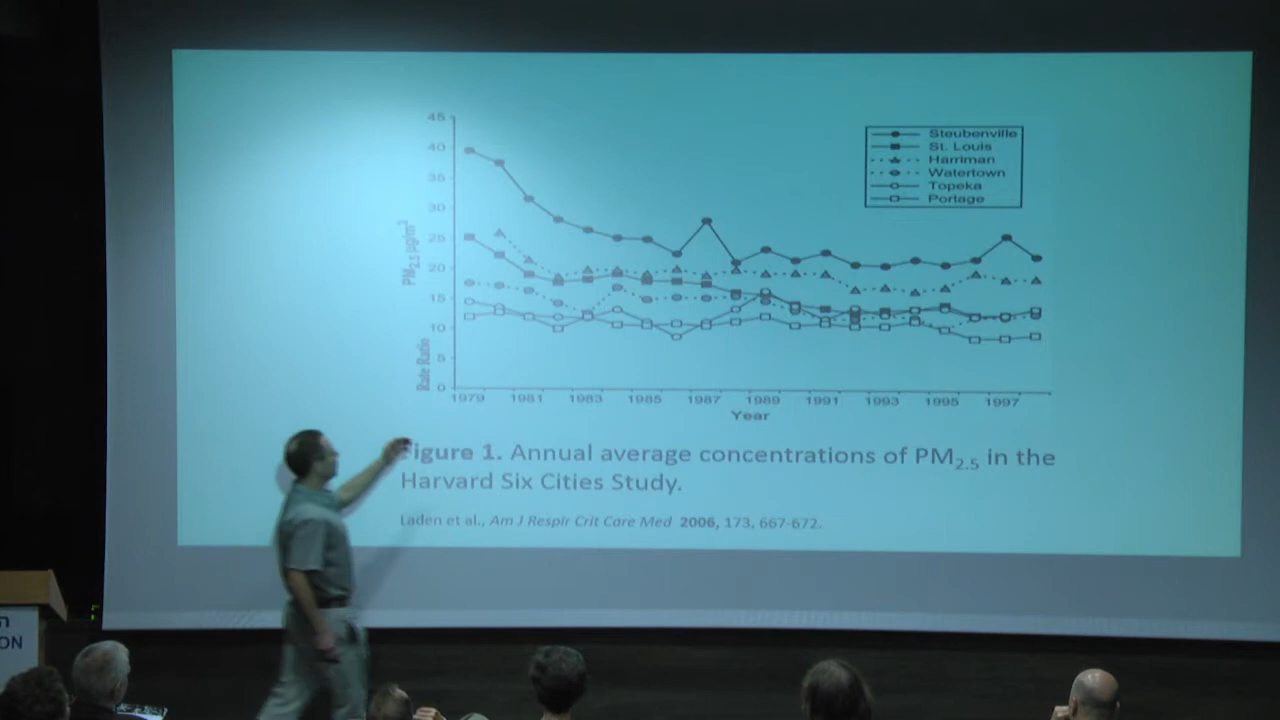 45
40
35
30
25
20
15
10
5
0
PM2.5 µg/m3
Rate Ratio
Steubenville
St. Louis
Harriman
Watertown
Topeka
Portage
1979 1981 1983 1985 1987 1989 1991 1993 1995 1997
Year
Figure 1. Annual average concentrations of PM2.5 in the
Harvard Six Cities Study.
Laden et al., Am J Respir Crit Care Med 2006, 173, 667-672.
ON